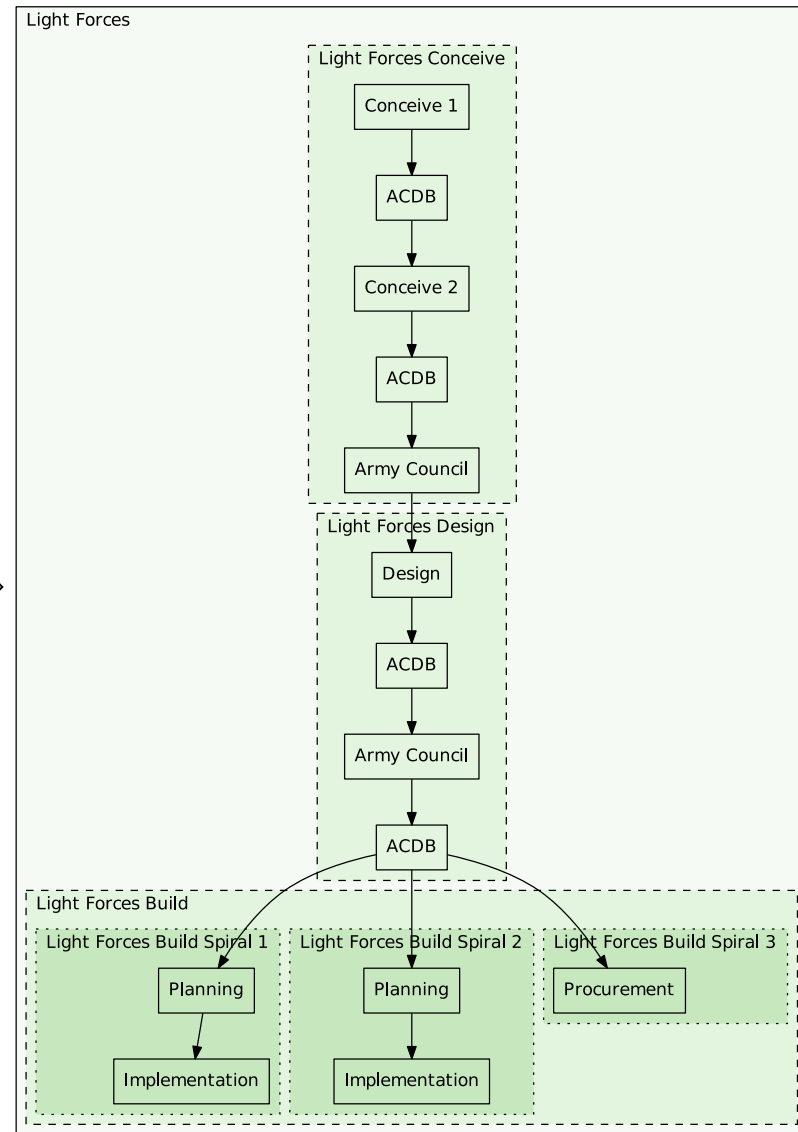 Light Forces
Light Forces Conceive
Conceive 1
ACDB
Conceive 2
ACDB
Army Council
Light Forces Design
Design
ACDB
Army Council
ACDB
Light Forces Build
Light Forces Build Spiral 1
Light Forces Build Spiral 2
Light Forces Build Spiral 3
Planning
Planning
Procurement
Implementation
Implementation